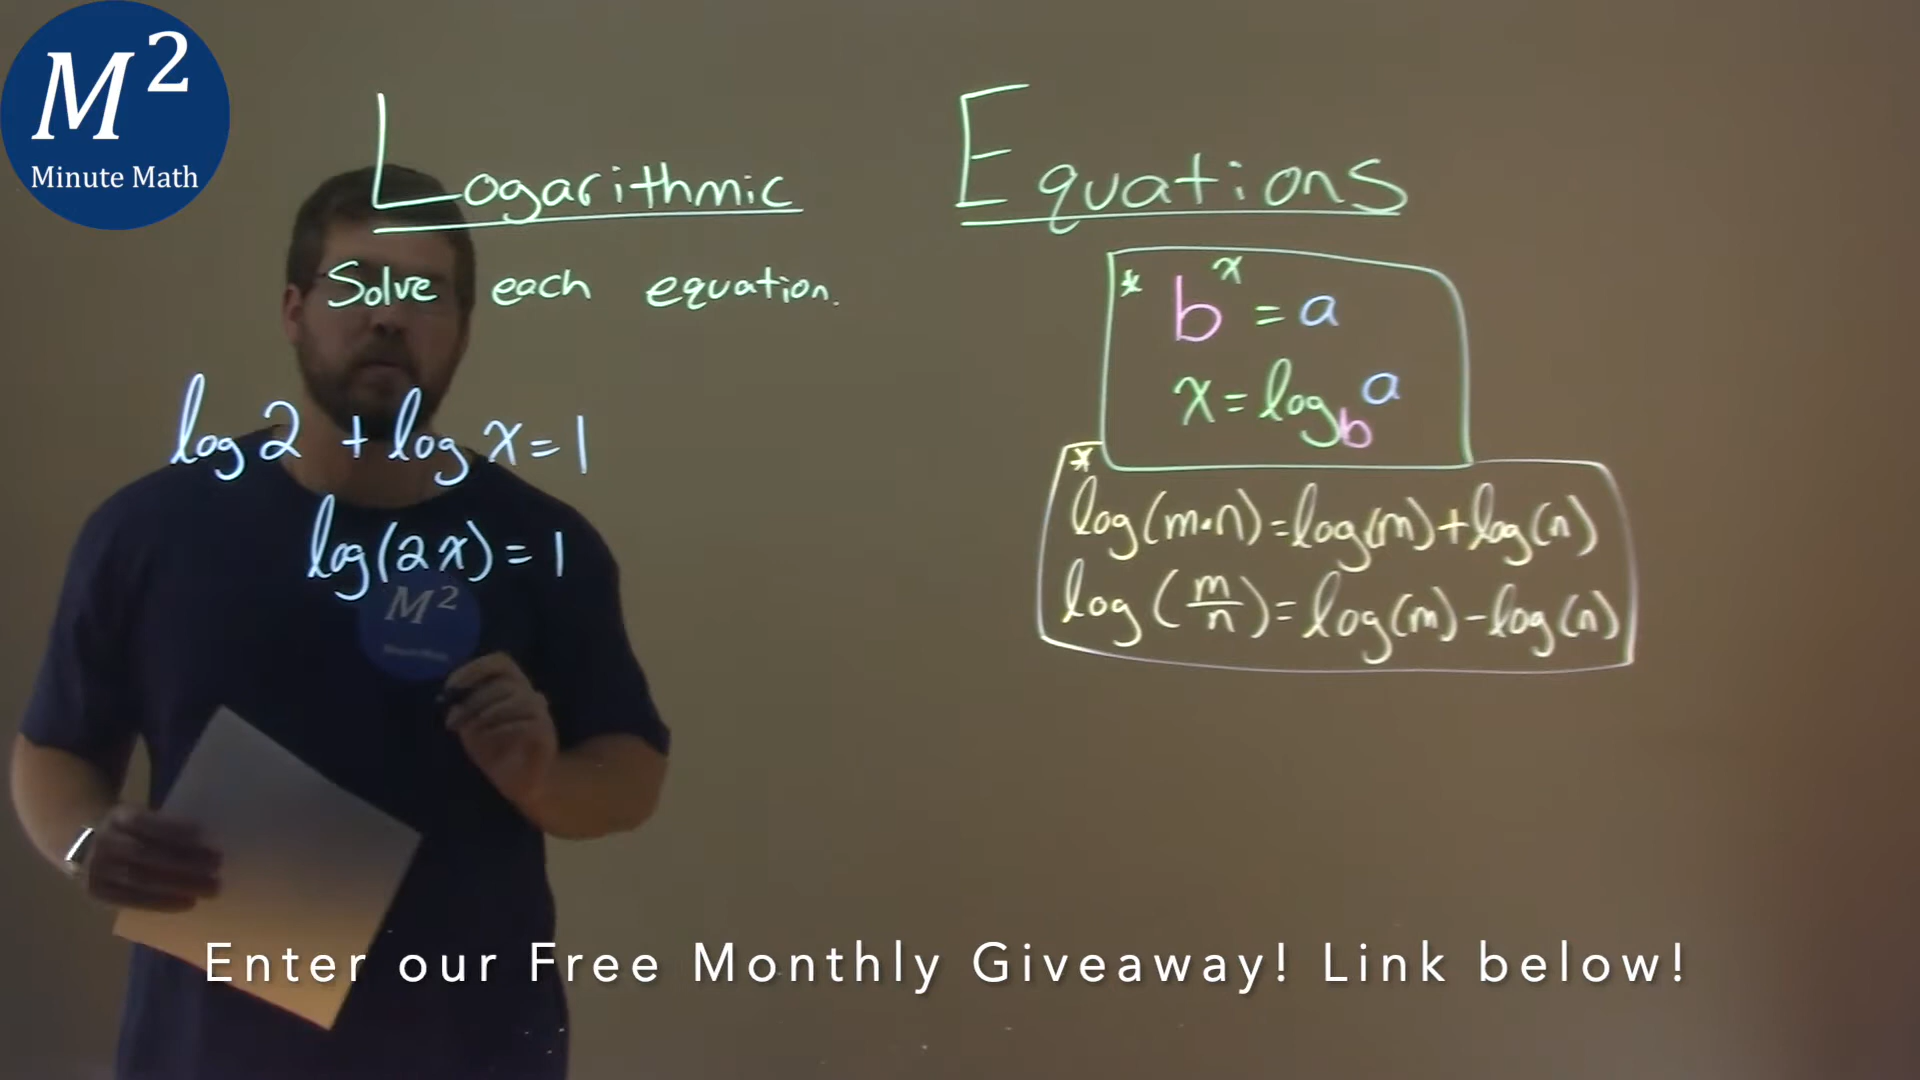 M²
Minute Math
Logarithmic Equations
Solve each equation.
log 2 + log x = 1
log(2x) = 1
M²
* bˣ = a
x = log_b a
* log(m·n) = log(m) + log(n)
log(m/n) = log(m) - log(n)
Enter our Free Monthly Giveaway! Link below!